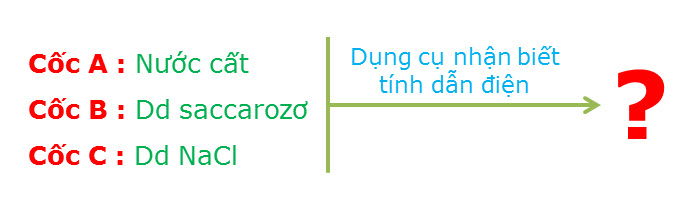 Cốc A : Nước cất
Cốc B : Dd saccarozơ
Cốc C : Dd NaCl
Dụng cụ nhận biết
tính dẫn điện
?